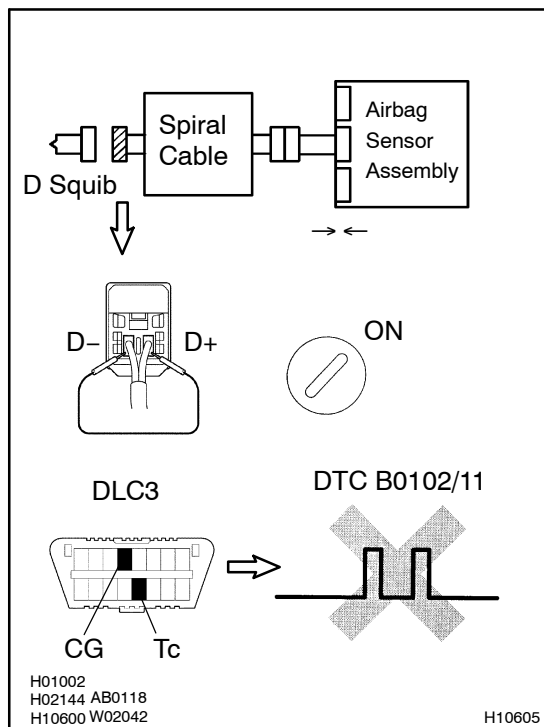 Spiral
Cable
Airbag
Sensor
Assembly
D Squib
D−
D+
ON
DLC3
DTC B0102/11
CG
Tc
H01002
H02144 AB0118
H10600 W02042
H10605